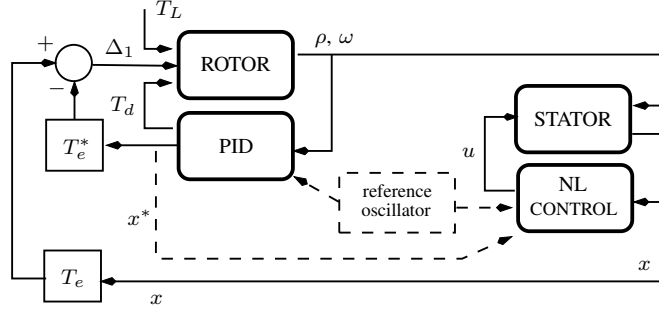 T_L
+
Δ_1
ROTOR
ρ, ω
−
T_d
T_e^*
PID
STATOR
u
x^*
reference
oscillator
NL
CONTROL
T_e
x
x